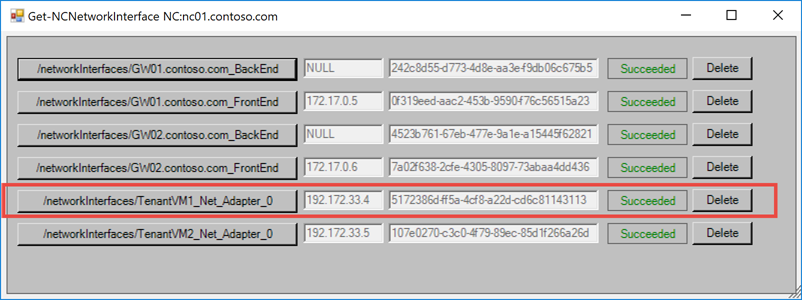 Get-NCNetworkInterface NC:nc01.contoso.com
/networkInterfaces/GW01.contoso.com_BackEnd NULL 242c8d55-d773-4d8e-aa3e-f9db06c675b5 Succeeded Delete
/networkInterfaces/GW01.contoso.com_FrontEnd 172.17.0.5 0f319eed-aac2-453b-9590-f76c56515a23 Succeeded Delete
/networkInterfaces/GW02.contoso.com_BackEnd NULL 4523b761-67eb-477e-9a1e-a15445f62821 Succeeded Delete
/networkInterfaces/GW02.contoso.com_FrontEnd 172.17.0.6 7a02f638-2cfe-4305-8097-73abaa4dd436 Succeeded Delete
/networkInterfaces/TenantVM1_Net_Adapter_0 192.172.33.4 5172386d-ff5a-4cf8-a22d-cd6c81143113 Succeeded Delete
/networkInterfaces/TenantVM2_Net_Adapter_0 192.172.33.5 107e0270-c3c0-4f79-89ec-85d1f266a26d Succeeded Delete